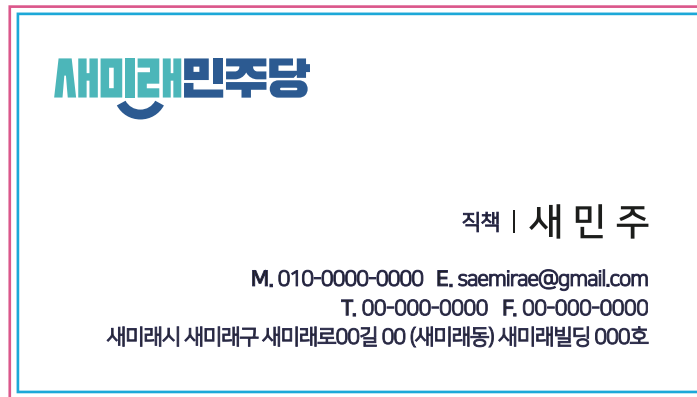 새미래민주당
직책 | 새 민 주
M. 010-0000-0000 E. saemirae@gmail.com
T. 00-000-0000 F. 00-000-0000
새미래시 새미래구 새미래로00길 00 (새미래동) 새미래빌딩 000호